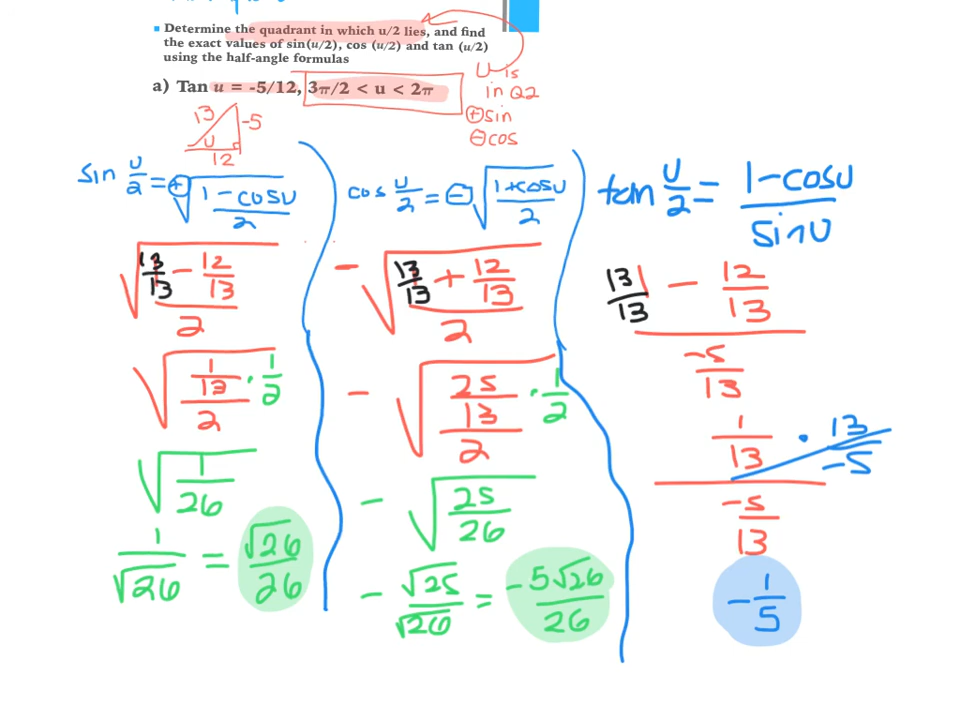 ▪ Determine the quadrant in which u/2 lies, and find
the exact values of sin(u/2), cos (u/2) and tan (u/2)
using the half-angle formulas
a) Tan u = -5/12, 3π/2 < u < 2π
U is
in Q2
⊕sin
⊖cos
13 -5
U
12
sin u/2 = ⊕√((1-cosu)/2)
√((13/13 - 12/13)/2)
√((1/13)/2 · 1/2)
√(1/26)
1/√26 = √26/26
cos u/2 = ⊖√((1+cosu)/2)
-√((13/13 + 12/13)/2)
-√((25/13)/2 · 1/2)
-√(25/26)
-√25/√26 = -5√26/26
tan u/2 = (1-cosu)/sinu
(13/13 - 12/13)/(-5/13)
(1/13 · 13/-5)/(-5/13)
-1/5